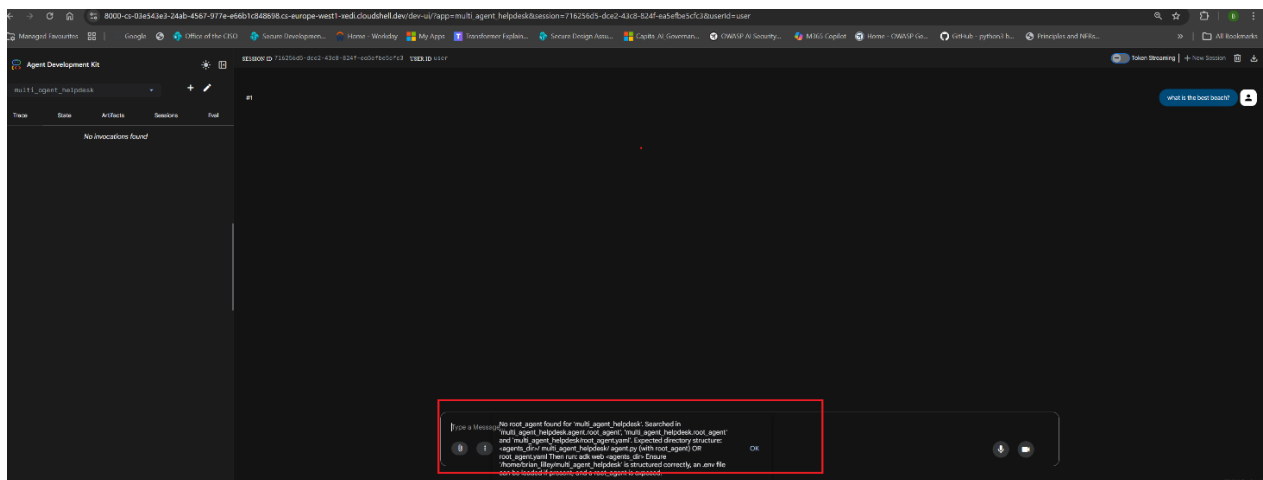 8000-cs-03e543e3-24ab-4567-977e-e66b1c848698.cs-europe-west1-xedi.cloudshell.dev/dev-ui/?app=multi_agent_helpdesk&session=716256d5-dce2-43c8-824f-ea5efbe5cfc3&userId=user
Managed Favourites Google Office of the CISO Secure Developmen... Home - Workday My Apps Transformer Explain... Secure Design Assu... Capita AI Governan... OWASP AI Security... M365 Copilot Home - OWASP Ge... GitHub - python3 b... Principles and NFRs... » All Bookmarks
Agent Development Kit
SESSION ID 716256d5-dce2-43c8-824f-ea5efbe5cfc3 USER ID user
Token Streaming + New Session
multi_agent_helpdesk
#1
what is the best beach?
Trace State Artifacts Sessions Eval
No invocations found
Type a Message
No root_agent found for 'multi_agent_helpdesk'. Searched in
'multi_agent_helpdesk.agent.root_agent', 'multi_agent_helpdesk.root_agent'
and 'multi_agent_helpdesk/root_agent.yaml'. Expected directory structure:
<agents_dir>/ multi_agent_helpdesk/ agent.py (with root_agent) OR
root_agent.yaml Then run: adk web <agents_dir> Ensure
'/home/brian_lilley/multi_agent_helpdesk' is structured correctly, an .env file
can be loaded if present, and a root_agent is exposed.
OK